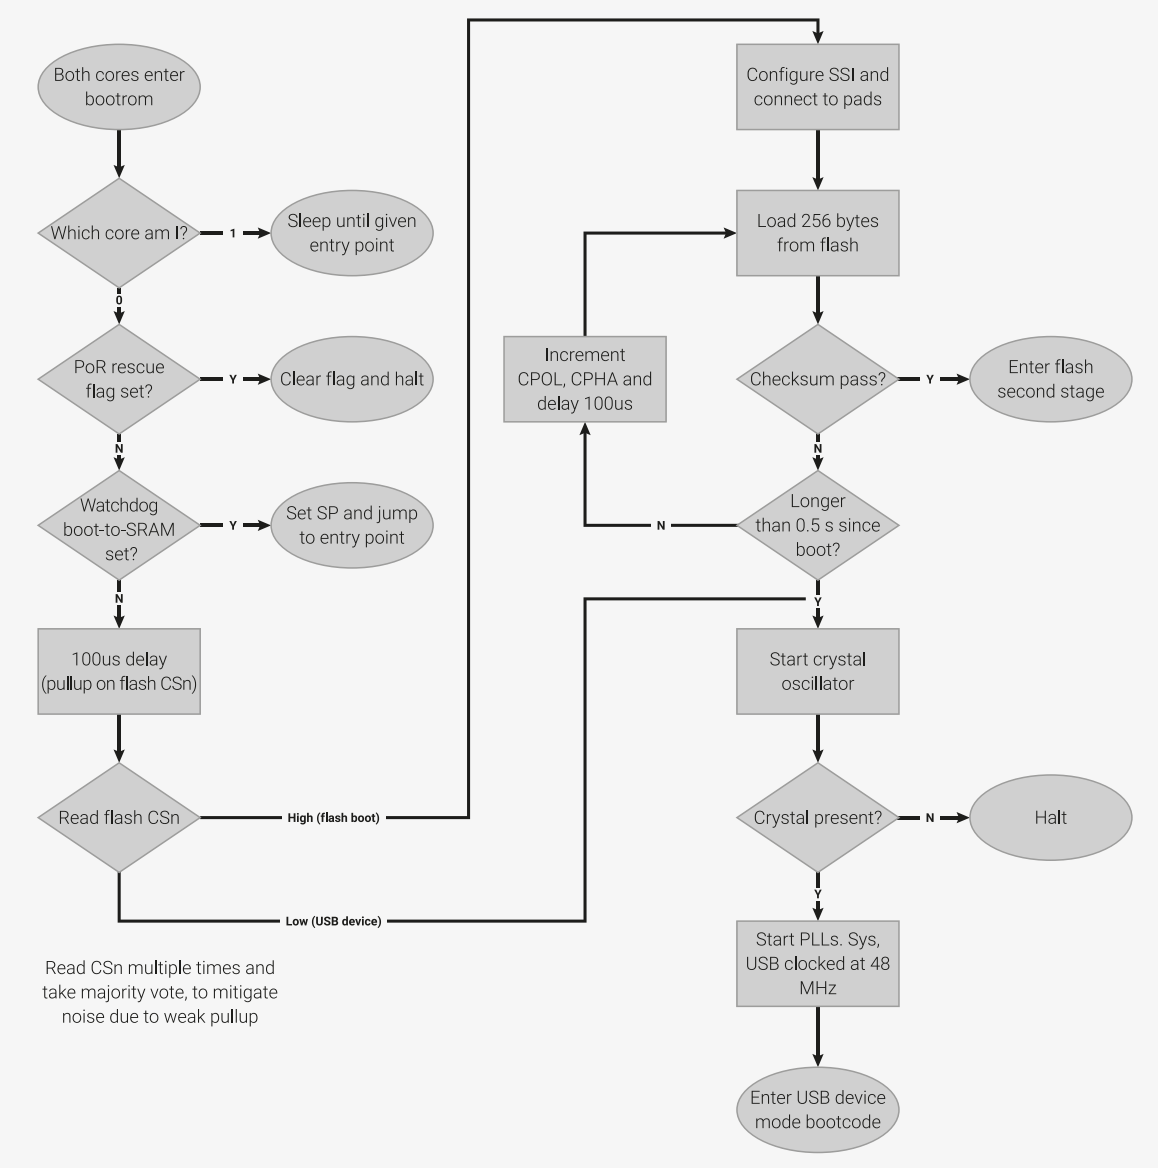 Both cores enter
bootrom
Which core am I?
1
Sleep until given
entry point
0
PoR rescue
flag set?
Y
Clear flag and halt
N
Watchdog
boot-to-SRAM
set?
Y
Set SP and jump
to entry point
N
100us delay
(pullup on flash CSn)
Read flash CSn
High (flash boot)
Low (USB device)
Read CSn multiple times and
take majority vote, to mitigate
noise due to weak pullup
Configure SSI and
connect to pads
Load 256 bytes
from flash
Increment
CPOL, CPHA and
delay 100us
Checksum pass?
Y
Enter flash
second stage
N
Longer
than 0.5 s since
boot?
N
Y
Start crystal
oscillator
Crystal present?
N
Halt
Y
Start PLLs. Sys,
USB clocked at 48
MHz
Enter USB device
mode bootcode